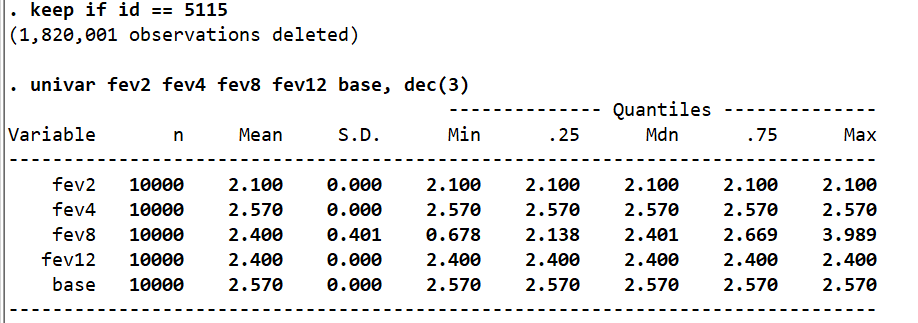 . keep if id == 5115
(1,820,001 observations deleted)
. univar fev2 fev4 fev8 fev12 base, dec(3)
-------------- Quantiles --------------
Variable n Mean S.D. Min .25 Mdn .75 Max
fev2 10000 2.100 0.000 2.100 2.100 2.100 2.100 2.100
fev4 10000 2.570 0.000 2.570 2.570 2.570 2.570 2.570
fev8 10000 2.400 0.401 0.678 2.138 2.401 2.669 3.989
fev12 10000 2.400 0.000 2.400 2.400 2.400 2.400 2.400
base 10000 2.570 0.000 2.570 2.570 2.570 2.570 2.570